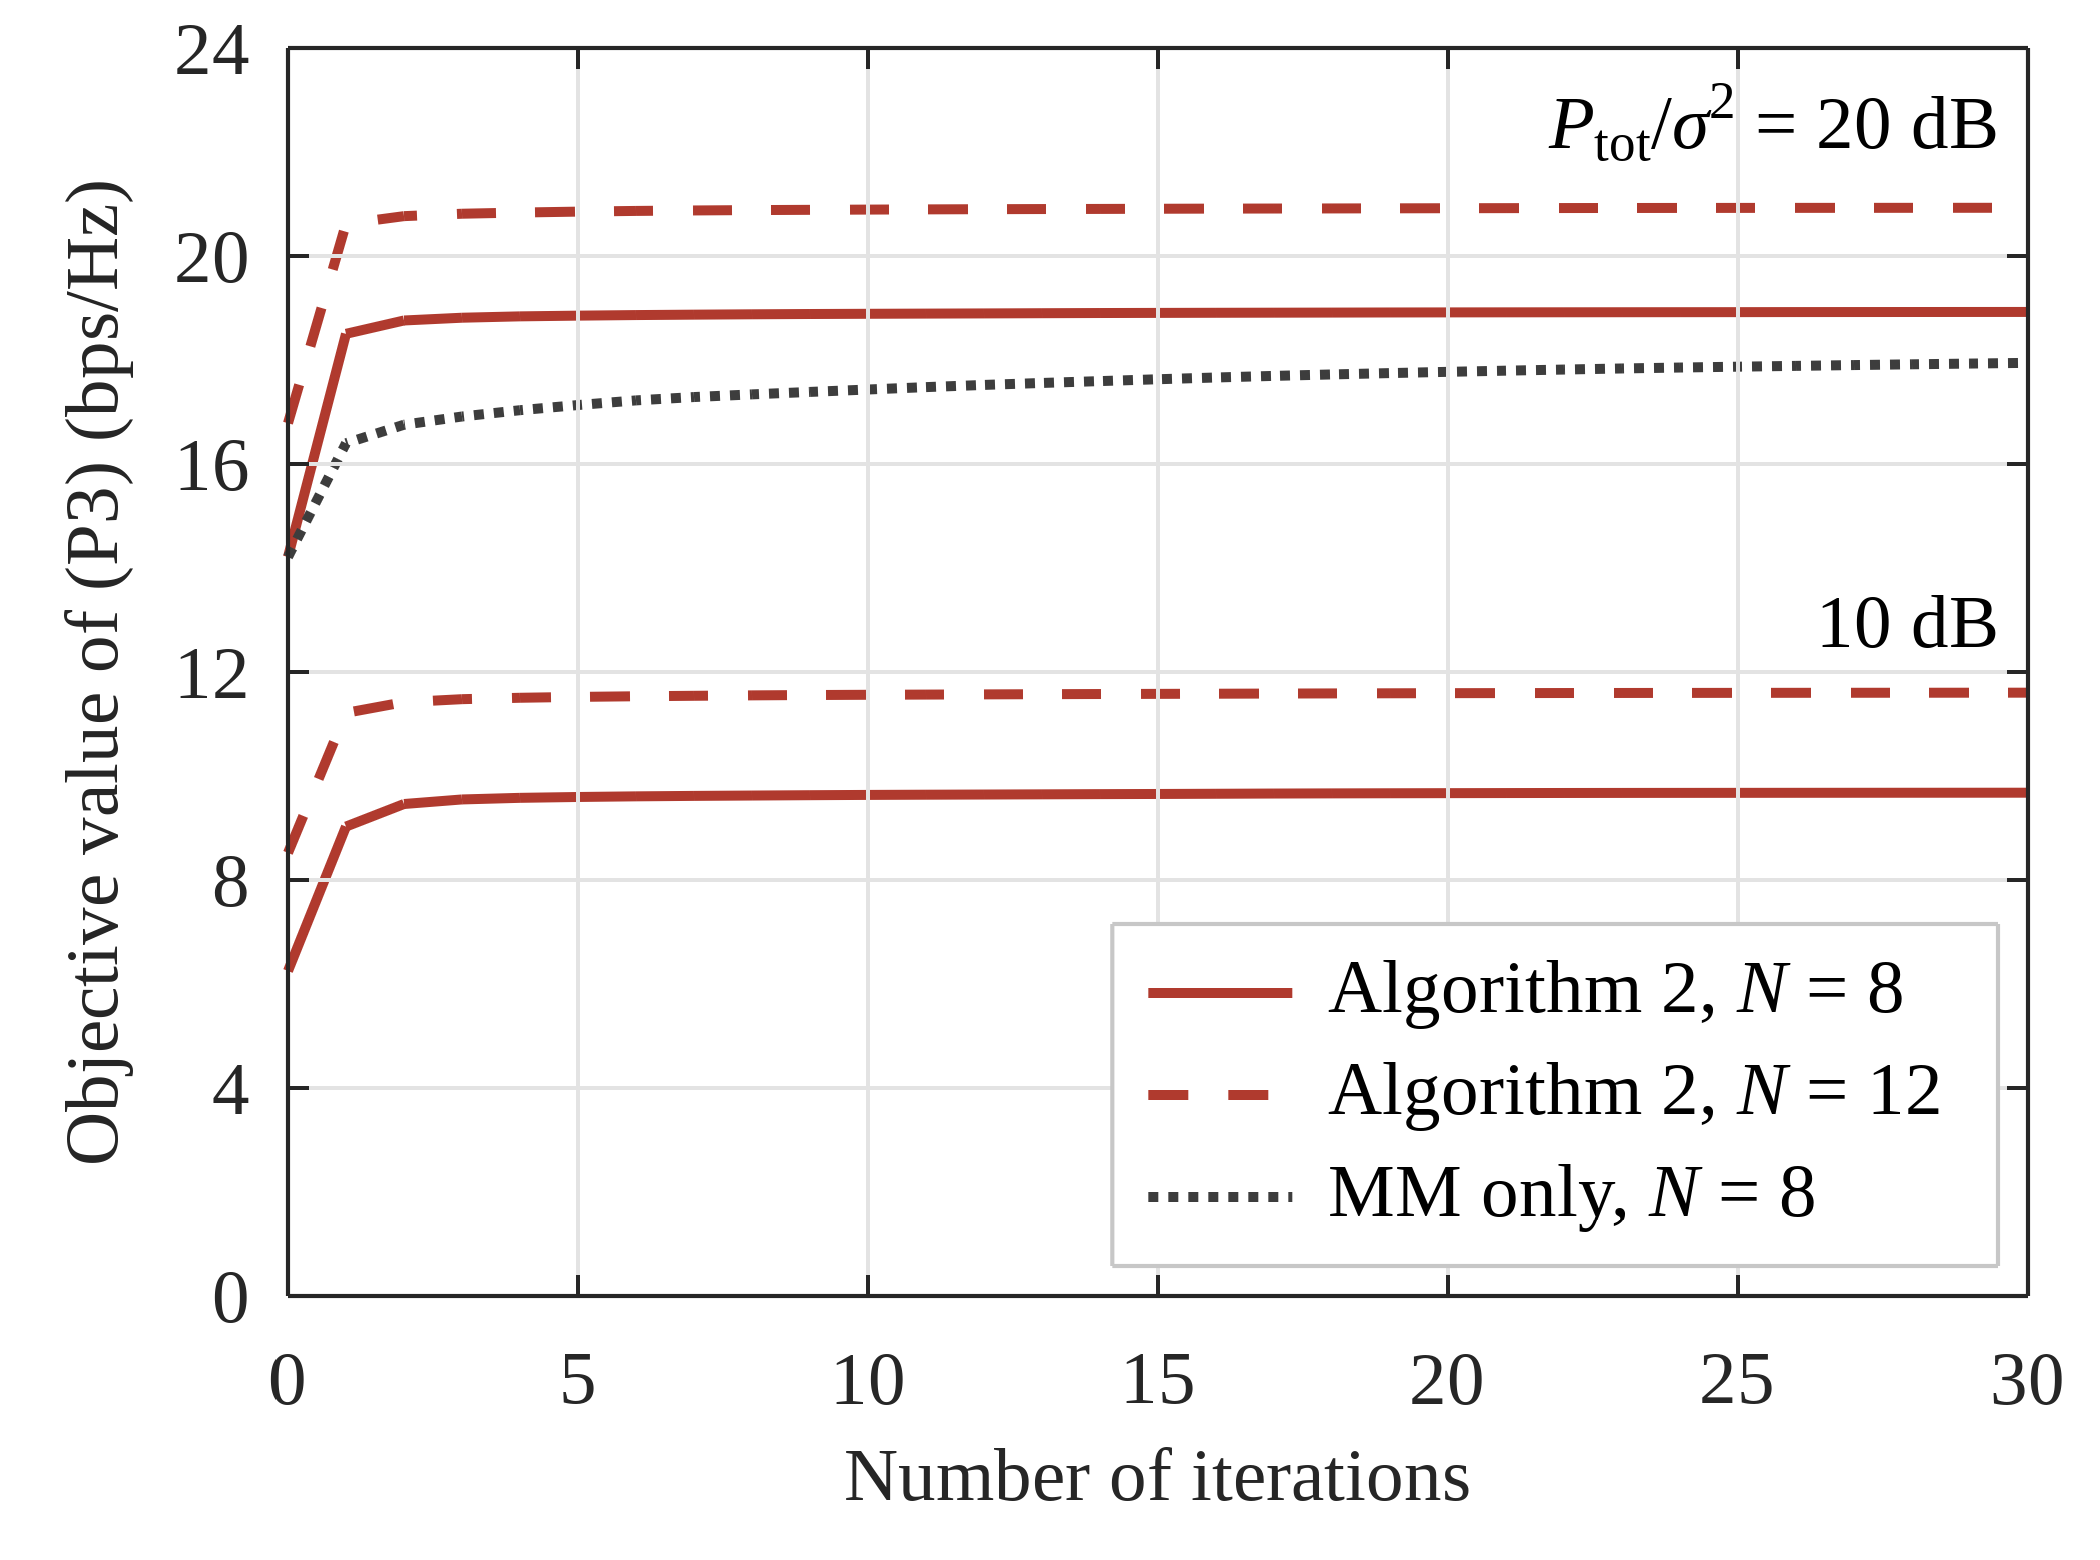 24
20
16
12
8
4
0
Objective value of (P3) (bps/Hz)
P_tot/σ² = 20 dB
10 dB
Algorithm 2, N = 8
Algorithm 2, N = 12
MM only, N = 8
0 5 10 15 20 25 30
Number of iterations